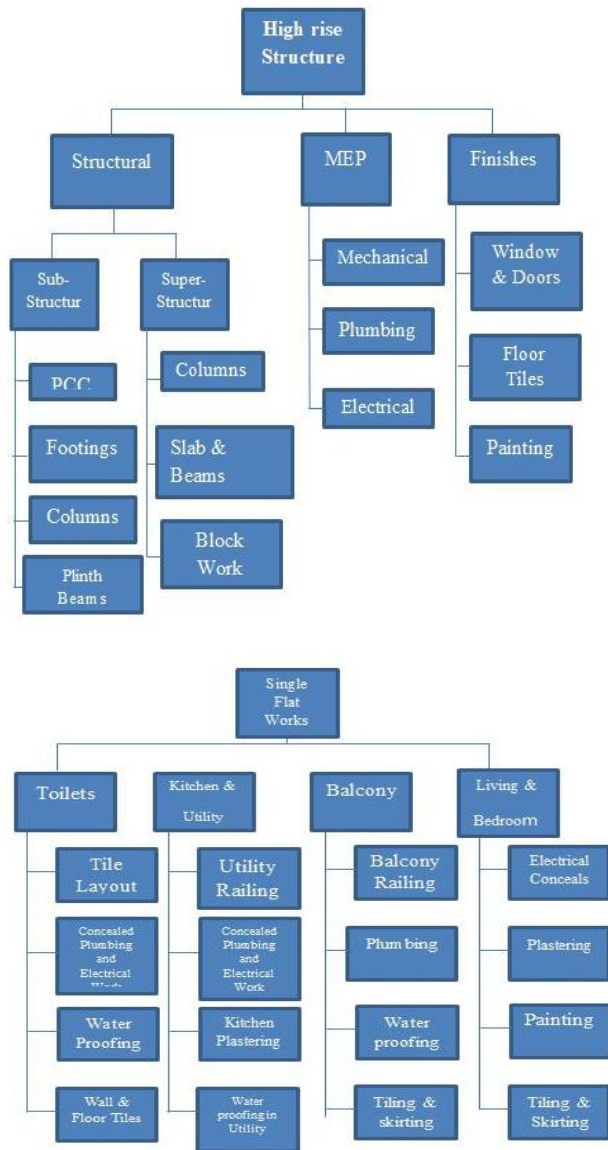 High rise
Structure
Structural
MEP
Finishes
Sub-
Structur
Super-
Structur
Mechanical
Window
& Doors
PCC
Columns
Plumbing
Floor
Tiles
Footings
Slab &
Beams
Electrical
Painting
Columns
Block
Work
Plinth
Beams
Single
Flat
Works
Toilets
Kitchen &
Utility
Balcony
Living &
Bedroom
Tile
Layout
Utility
Railing
Balcony
Railing
Electrical
Conceals
Concealed
Plumbing
and
Electrical
Work
Concealed
Plumbing
and
Electrical
Work
Plumbing
Plastering
Water
Proofing
Kitchen
Plastering
Water
proofing
Painting
Wall &
Floor Tiles
Water
proofing in
Utility
Tiling &
skirting
Tiling &
Skirting